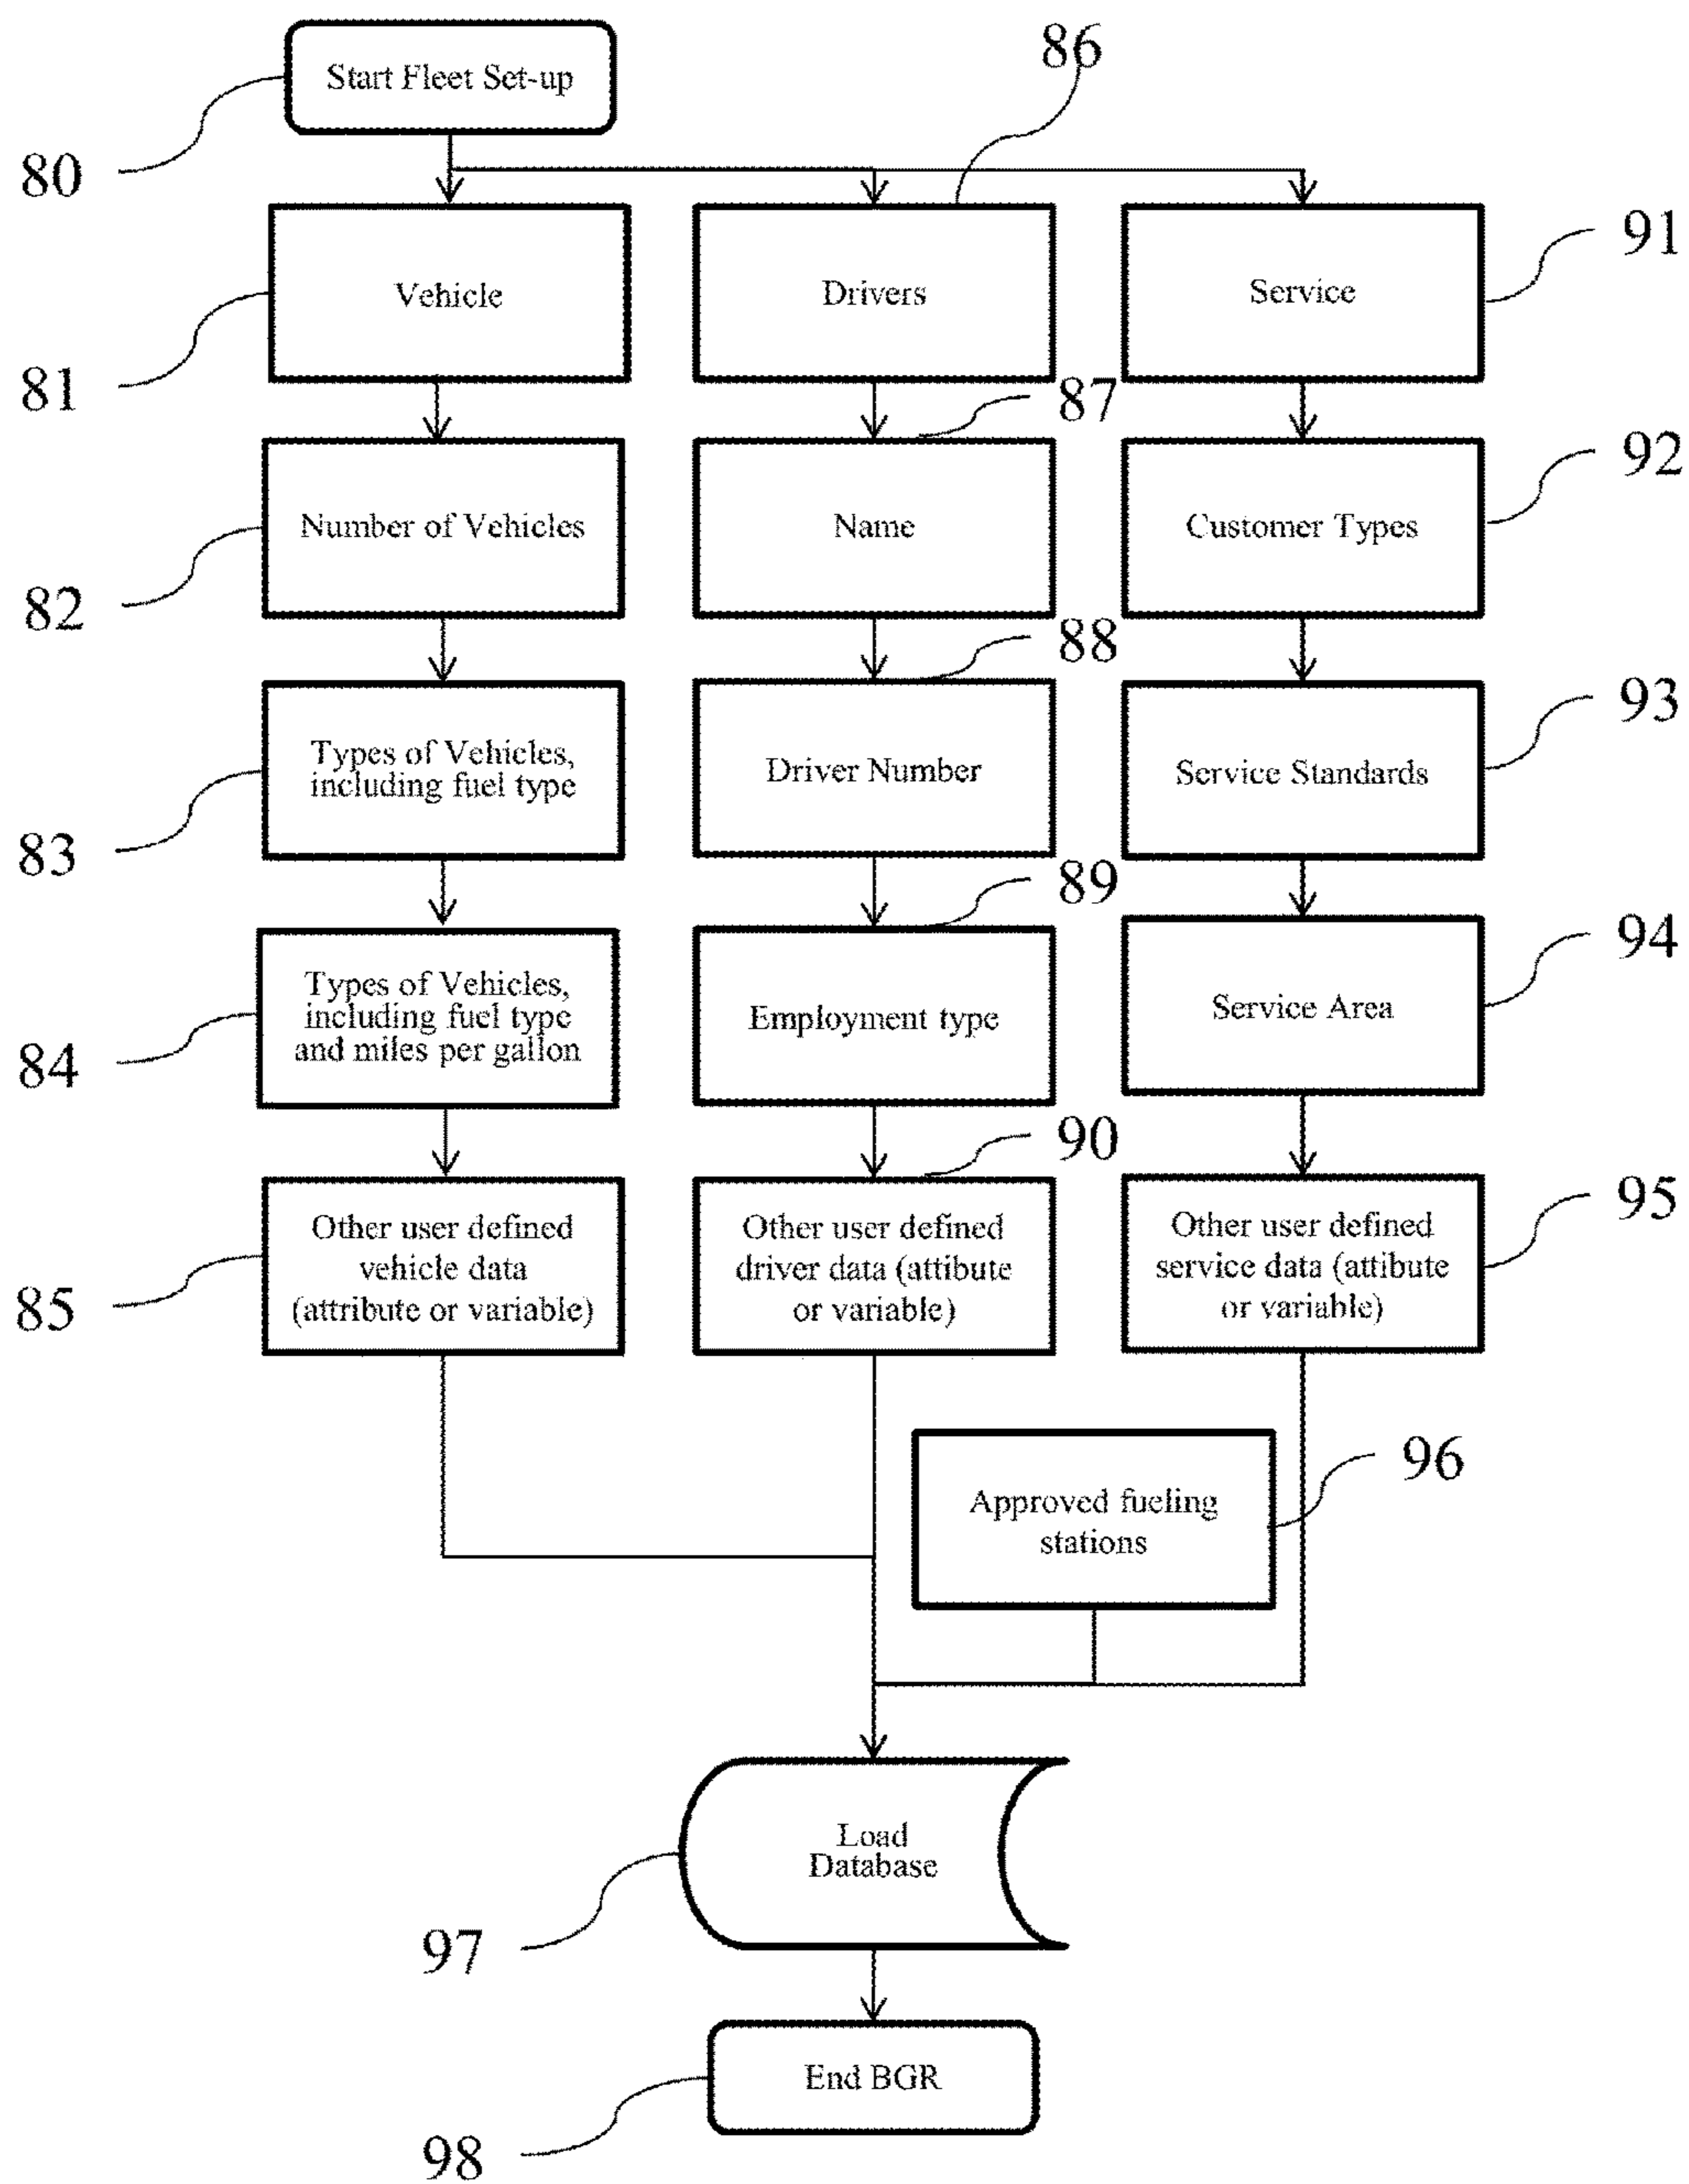 Start Fleet Set-up
86
80
Vehicle
Drivers
Service
91
81
87
Number of Vehicles
Name
Customer Types
92
82
88
Types of Vehicles,
including fuel type
Driver Number
Service Standards
93
83
89
Types of Vehicles,
including fuel type
and miles per gallon
Employment type
Service Area
94
84
90
Other user defined
vehicle data
(attribute or variable)
Other user defined
driver data (attibute
or variable)
Other user defined
service data (attibute
or variable)
95
85
Approved fueling
stations
96
Load
Database
97
End BGR
98